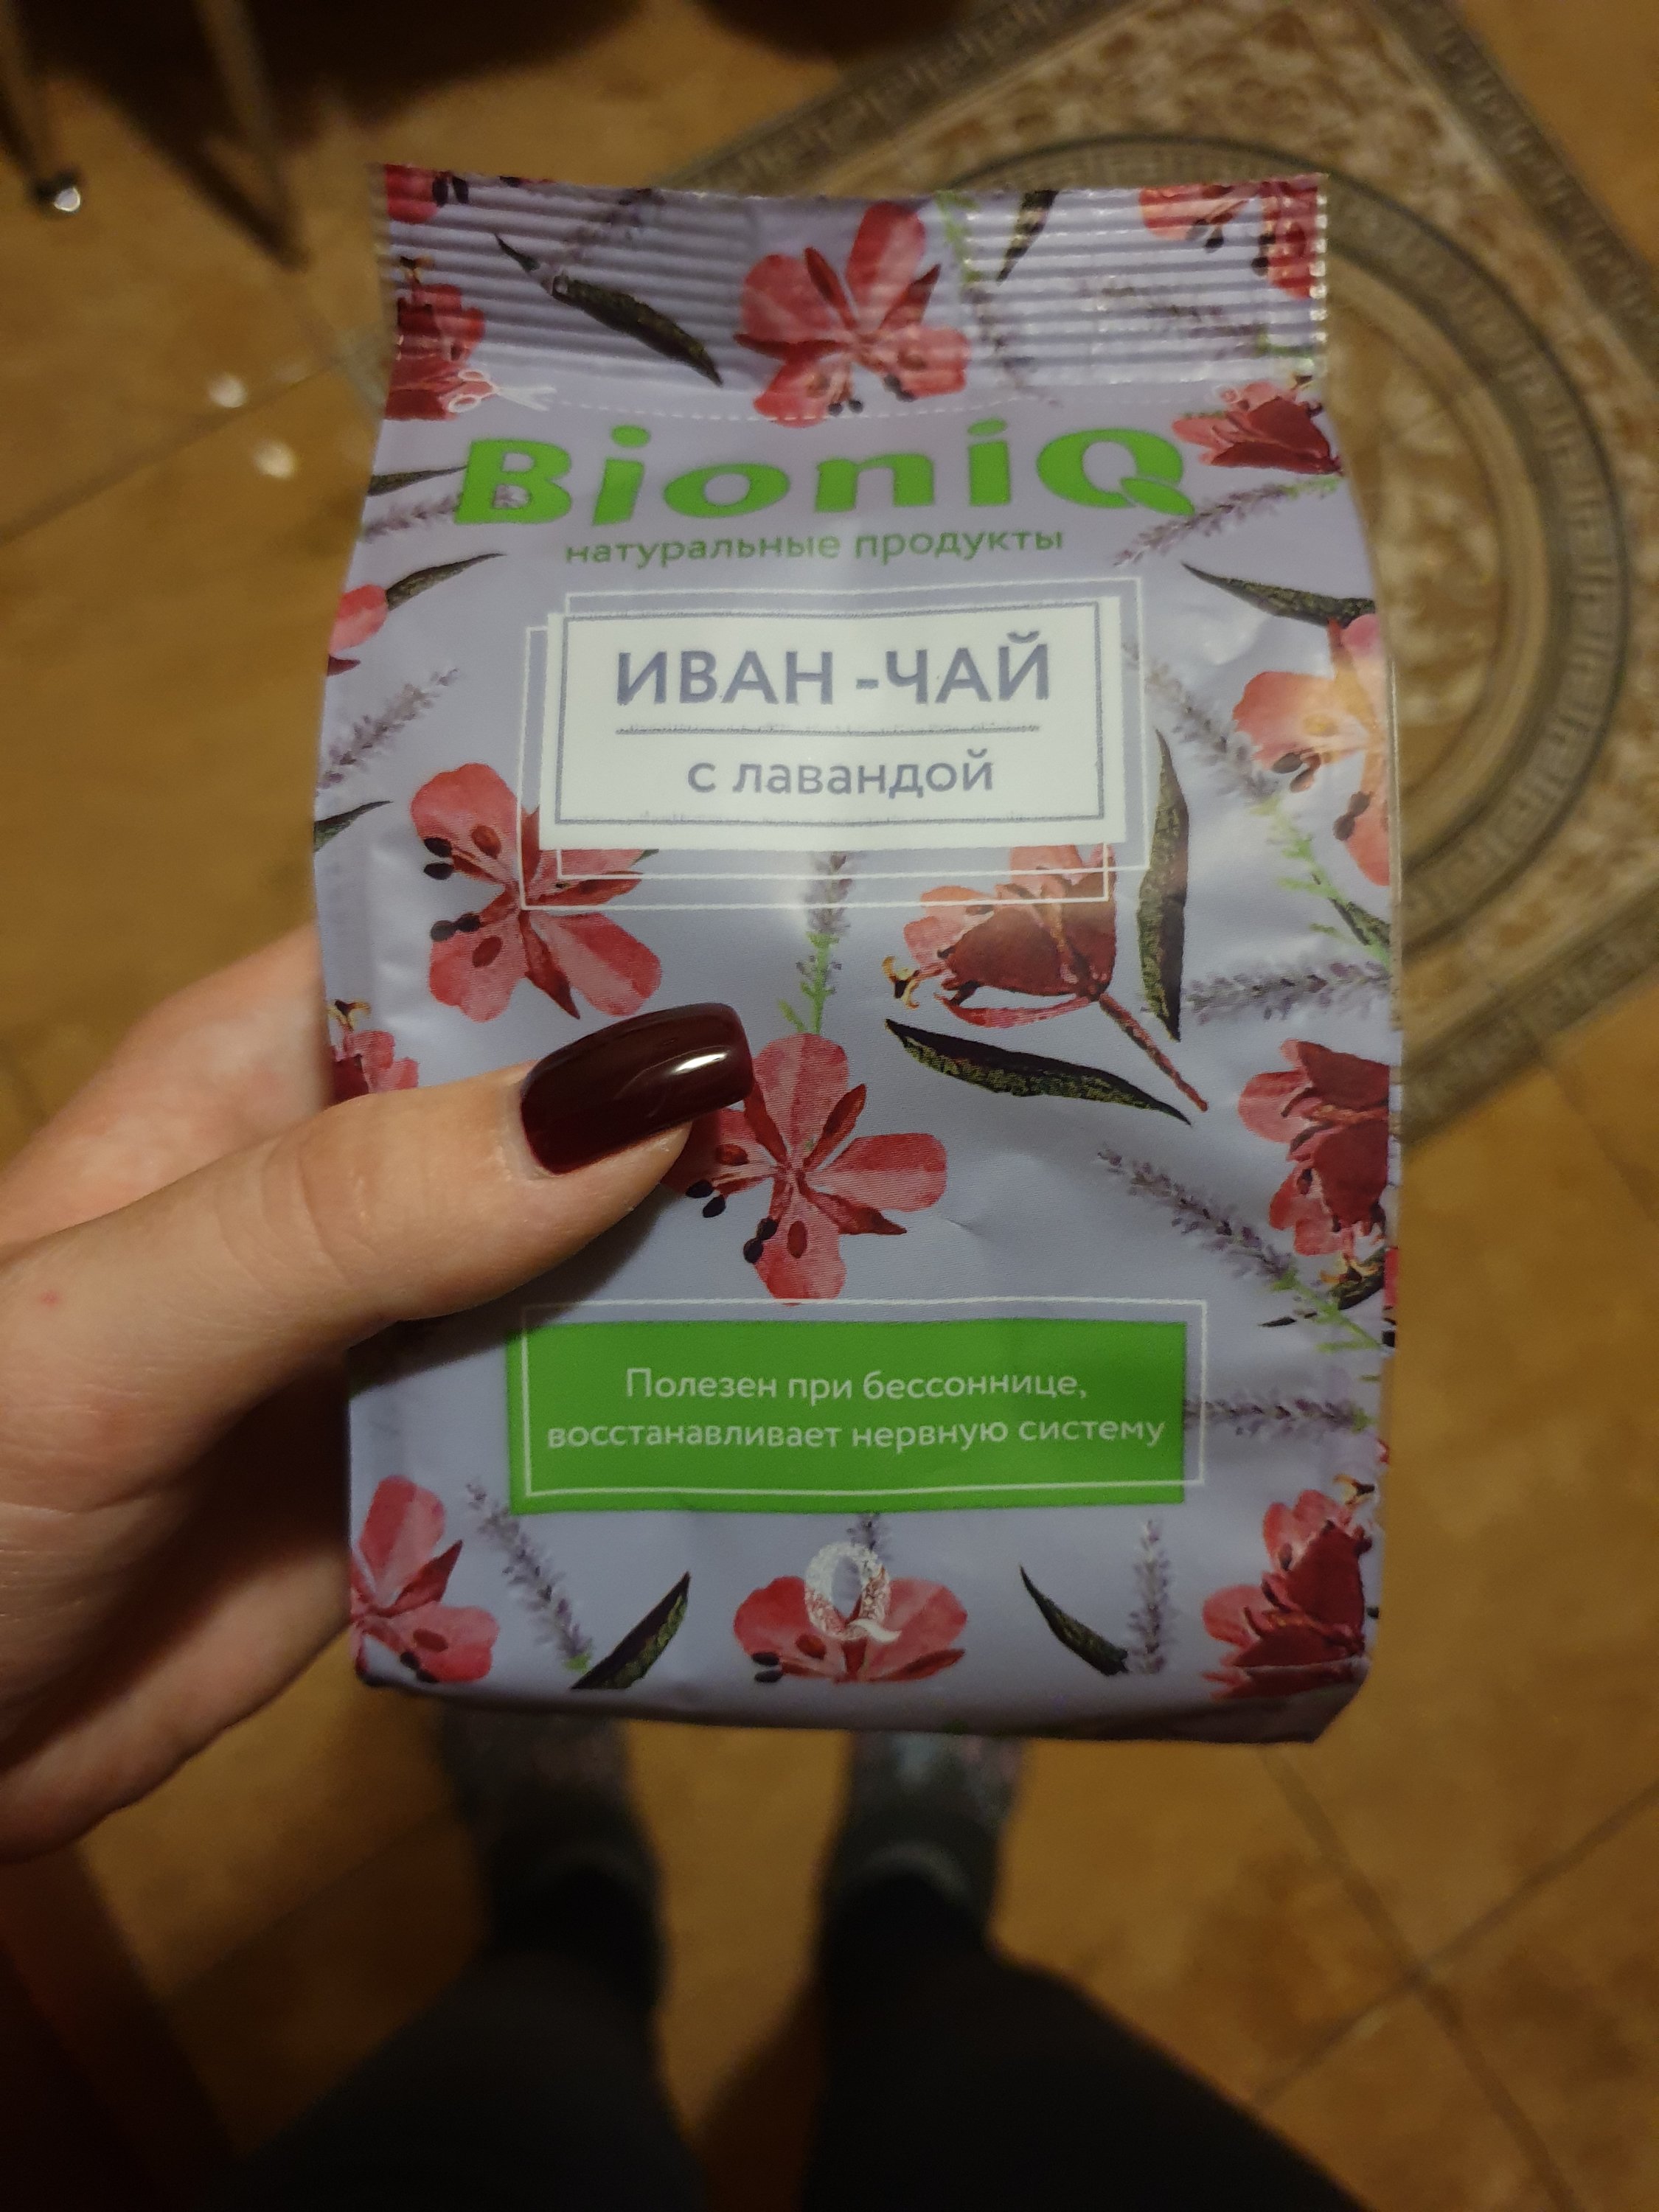 BioniQ
натуральные продукты
ИВАН-ЧАЙ
с лавандой
Полезен при бессоннице,
восстанавливает нервную систему
Q